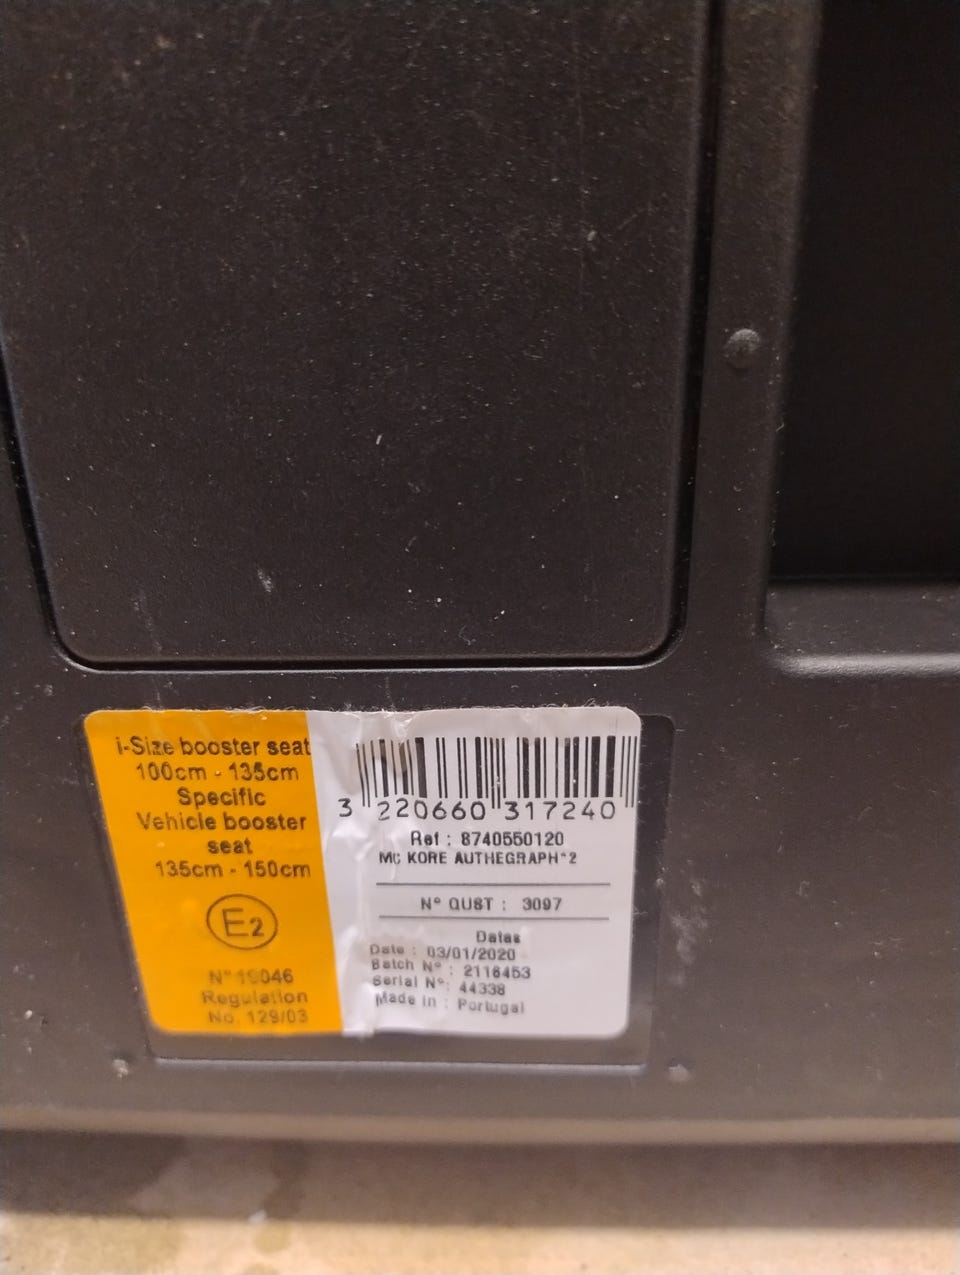 i-Size booster seat
100cm - 135cm
Specific
Vehicle booster
seat
135cm - 150cm
E2
N° 19046
Regulation
No. 129/03
3 220660 317240
Ref : 8740550120
MC KORE AUTHEGRAPH*2
N° QUST : 3097
Datas
Date : 03/01/2020
Batch N° : 2116453
Serial N°: 44338
Made in : Portugal